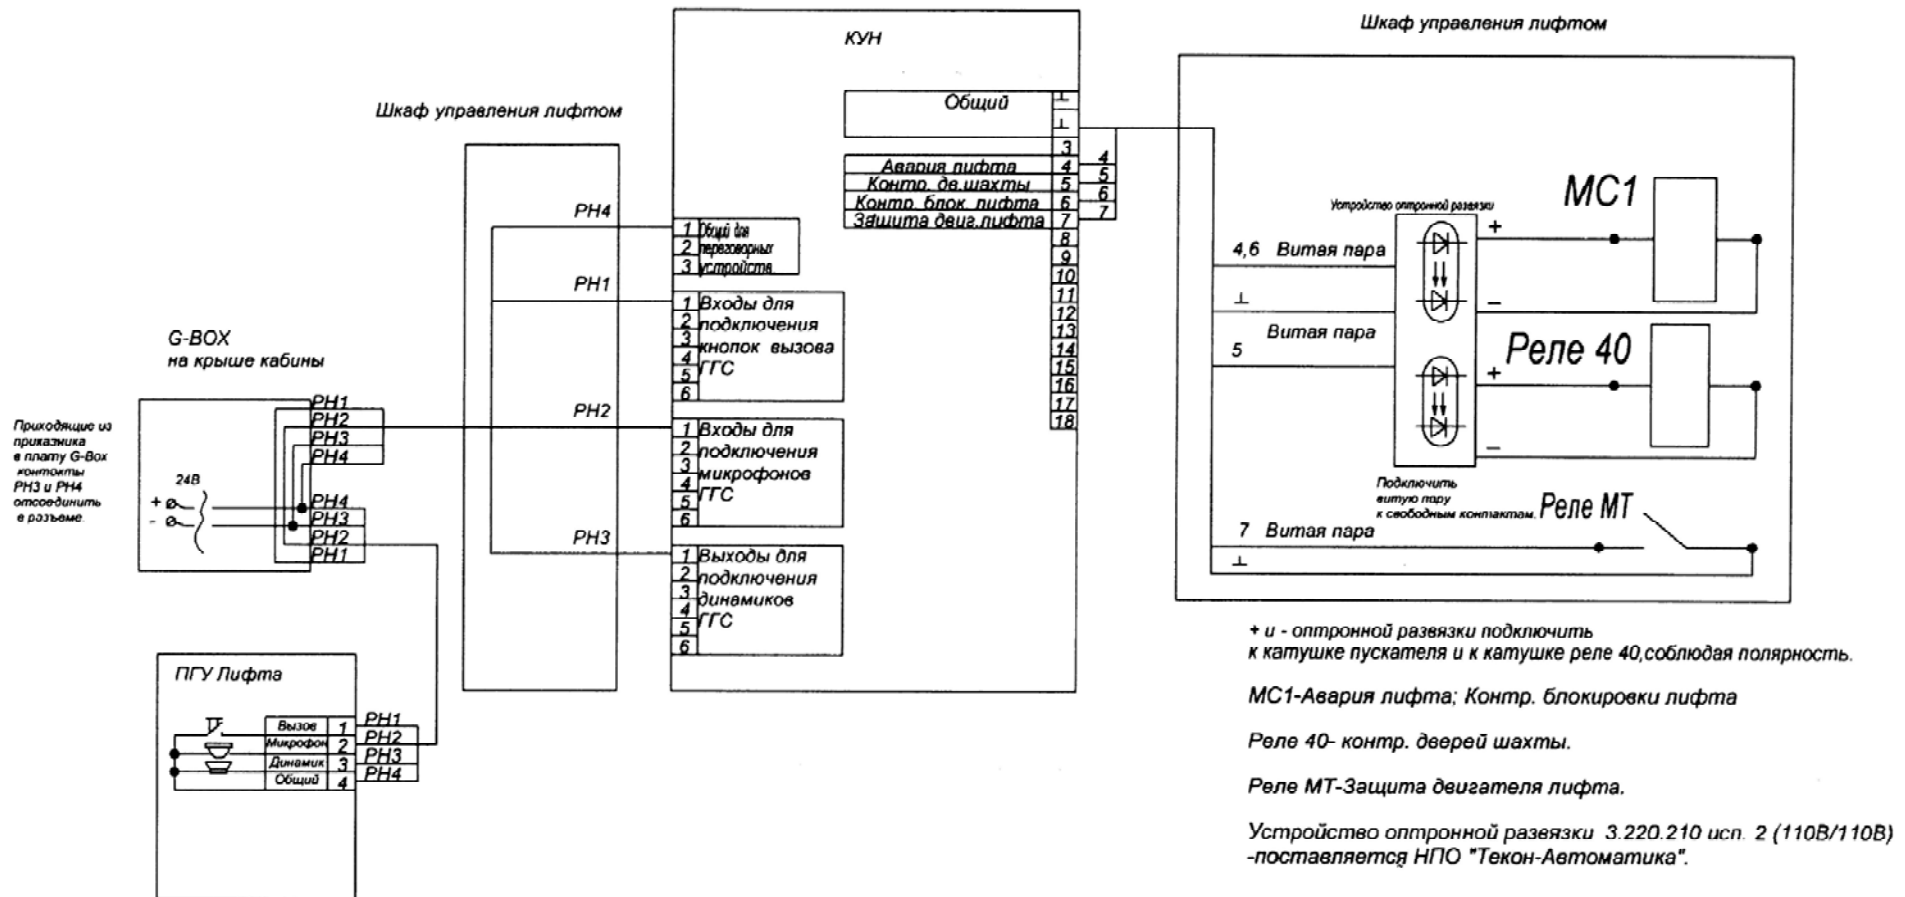 КУН
Шкаф управления лифтом
Шкаф управления лифтом
Общий
⊥
⊥
3
Авария лифта 4 4
Контр. дв.шахты 5 5
Контр. блок. лифта 6 6
Защита двиг.лифта 7 7
8
9
10
11
12
13
14
15
16
17
18
РН4
1 Общий для
2 переговорных
3 устройств
РН1
1 Входы для
2 подключения
3 кнопок вызова
4 ГГС
5
6
РН2
1 Входы для
2 подключения
3 микрофонов
4 ГГС
5
6
РН3
1 Выходы для
2 подключения
3 динамиков
4 ГГС
5
6
G-BOX
на крыше кабины
Приходящие из
приказника
в плату G-Box
контакты
РН3 и РН4
отсоединить
в разъеме.
24В
+
-
РН1
РН2
РН3
РН4
РН4
РН3
РН2
РН1
ПГУ Лифта
Вызов 1 РН1
Микрофон 2 РН2
Динамик 3 РН3
Общий 4 РН4
Устройство оптронной развязки
МС1
+
4,6 Витая пара
⊥
–
Витая пара
5
Реле 40
+
–
Подключить
витую пару
к свободным контактам.
Реле МТ
7 Витая пара
⊥
+ и - оптронной развязки подключить
к катушке пускателя и к катушке реле 40,соблюдая полярность.
МС1-Авария лифта; Контр. блокировки лифта
Реле 40- контр. дверей шахты.
Реле МТ-Защита двигателя лифта.
Устройство оптронной развязки 3.220.210 исп. 2 (110В/110В)
-поставляется НПО "Текон-Автоматика".